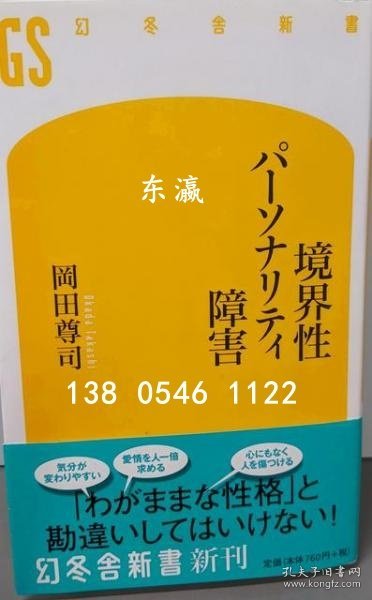 GS 幻冬舎新書
境界性
パーソナリティ
障害
岡田尊司
Okada Takashi
东瀛
138 0546 1122
気分が
変わりやすい
愛情を人一倍
求める
心にもなく
人を傷つける
「わがままな性格」と
勘違いしてはいけない!
幻冬舎新書新刊
定価(本体760円+税)
孔夫子旧书网
www.kongfz.com